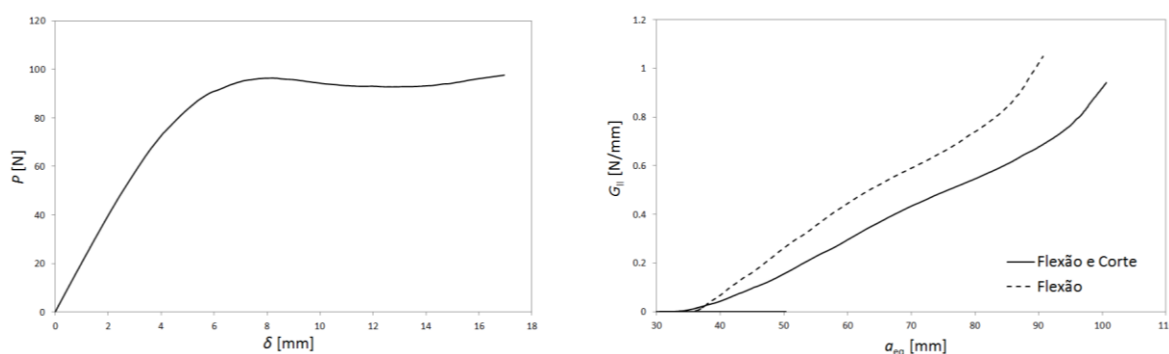 120
100
80
60
40
20
0
P [N]
0 2 4 6 8 10 12 14 16 18
δ [mm]
1.2
1
0.8
0.6
0.4
0.2
0
G_II [N/mm]
Flexão e Corte
Flexão
30 40 50 60 70 80 90 100 11
a_eq [mm]